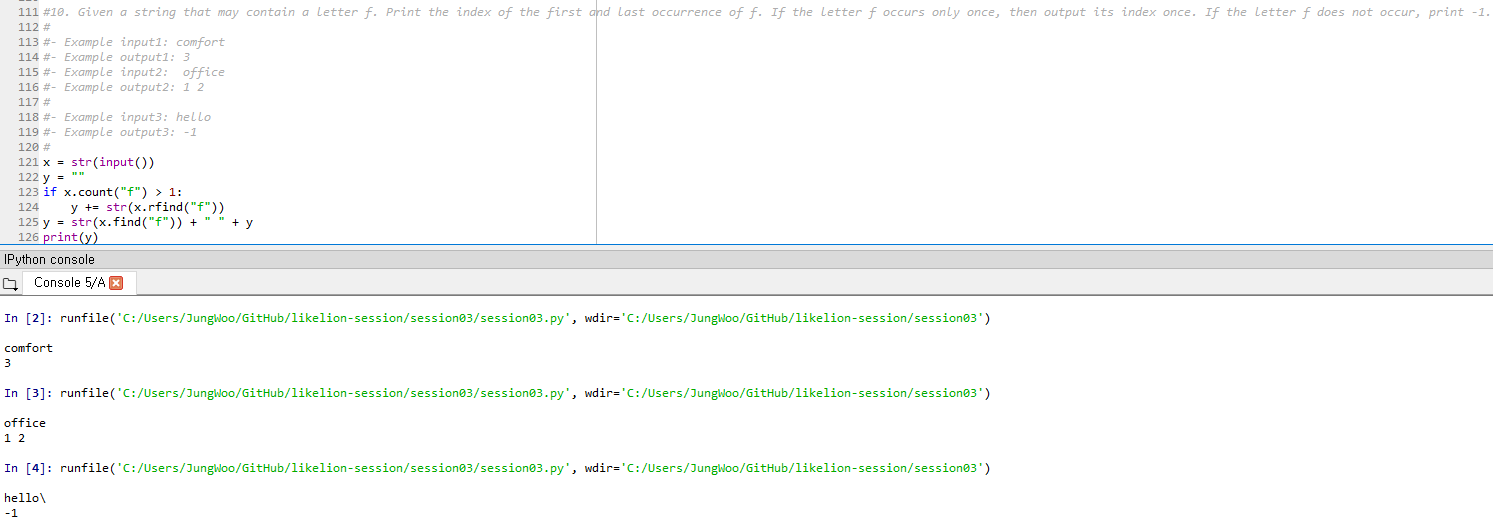 111 #10. Given a string that may contain a letter f. Print the index of the first and last occurrence of f. If the letter f occurs only once, then output its index once. If the letter f does not occur, print -1.
112 #
113 #- Example input1: comfort
114 #- Example output1: 3
115 #- Example input2:  office
116 #- Example output2: 1 2
117 #
118 #- Example input3: hello
119 #- Example output3: -1
120 #
121 x = str(input())
122 y = ""
123 if x.count("f") > 1:
124     y += str(x.rfind("f"))
125 y = str(x.find("f")) + " " + y
126 print(y)
IPython console
Console 5/A
In [2]: runfile('C:/Users/JungWoo/GitHub/likelion-session/session03/session03.py', wdir='C:/Users/JungWoo/GitHub/likelion-session/session03')
comfort
3
In [3]: runfile('C:/Users/JungWoo/GitHub/likelion-session/session03/session03.py', wdir='C:/Users/JungWoo/GitHub/likelion-session/session03')
office
1 2
In [4]: runfile('C:/Users/JungWoo/GitHub/likelion-session/session03/session03.py', wdir='C:/Users/JungWoo/GitHub/likelion-session/session03')
hello\
-1